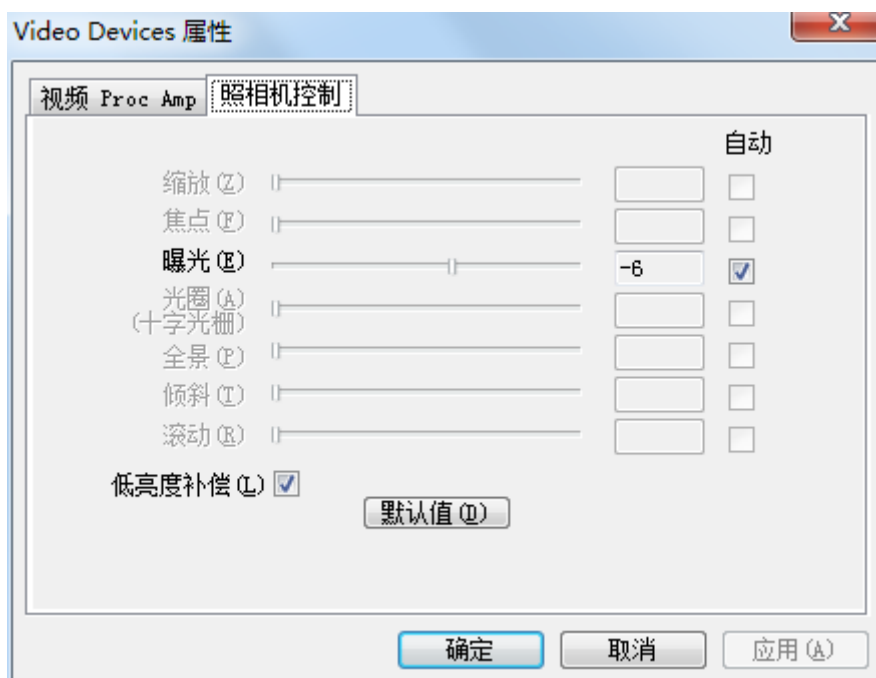 Video Devices 属性
视频 Proc Amp 照相机控制
自动
缩放(Z)
焦点(F)
曝光(E) -6
光圈(A)
(十字光栅)
全景(P)
倾斜(T)
滚动(R)
低亮度补偿(L)
默认值(D)
确定 取消 应用(A)